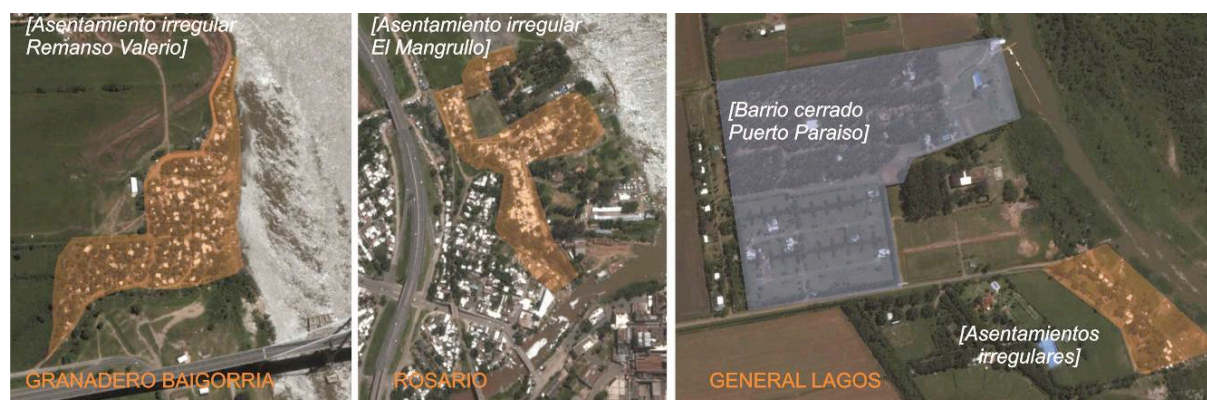 [Asentamiento irregular
Remanso Valerio]
GRANADERO BAIGORRIA
[Asentamiento irregular
El Mangrullo]
ROSARIO
[Barrio cerrado
Puerto Paraiso]
[Asentamientos
irregulares]
GENERAL LAGOS